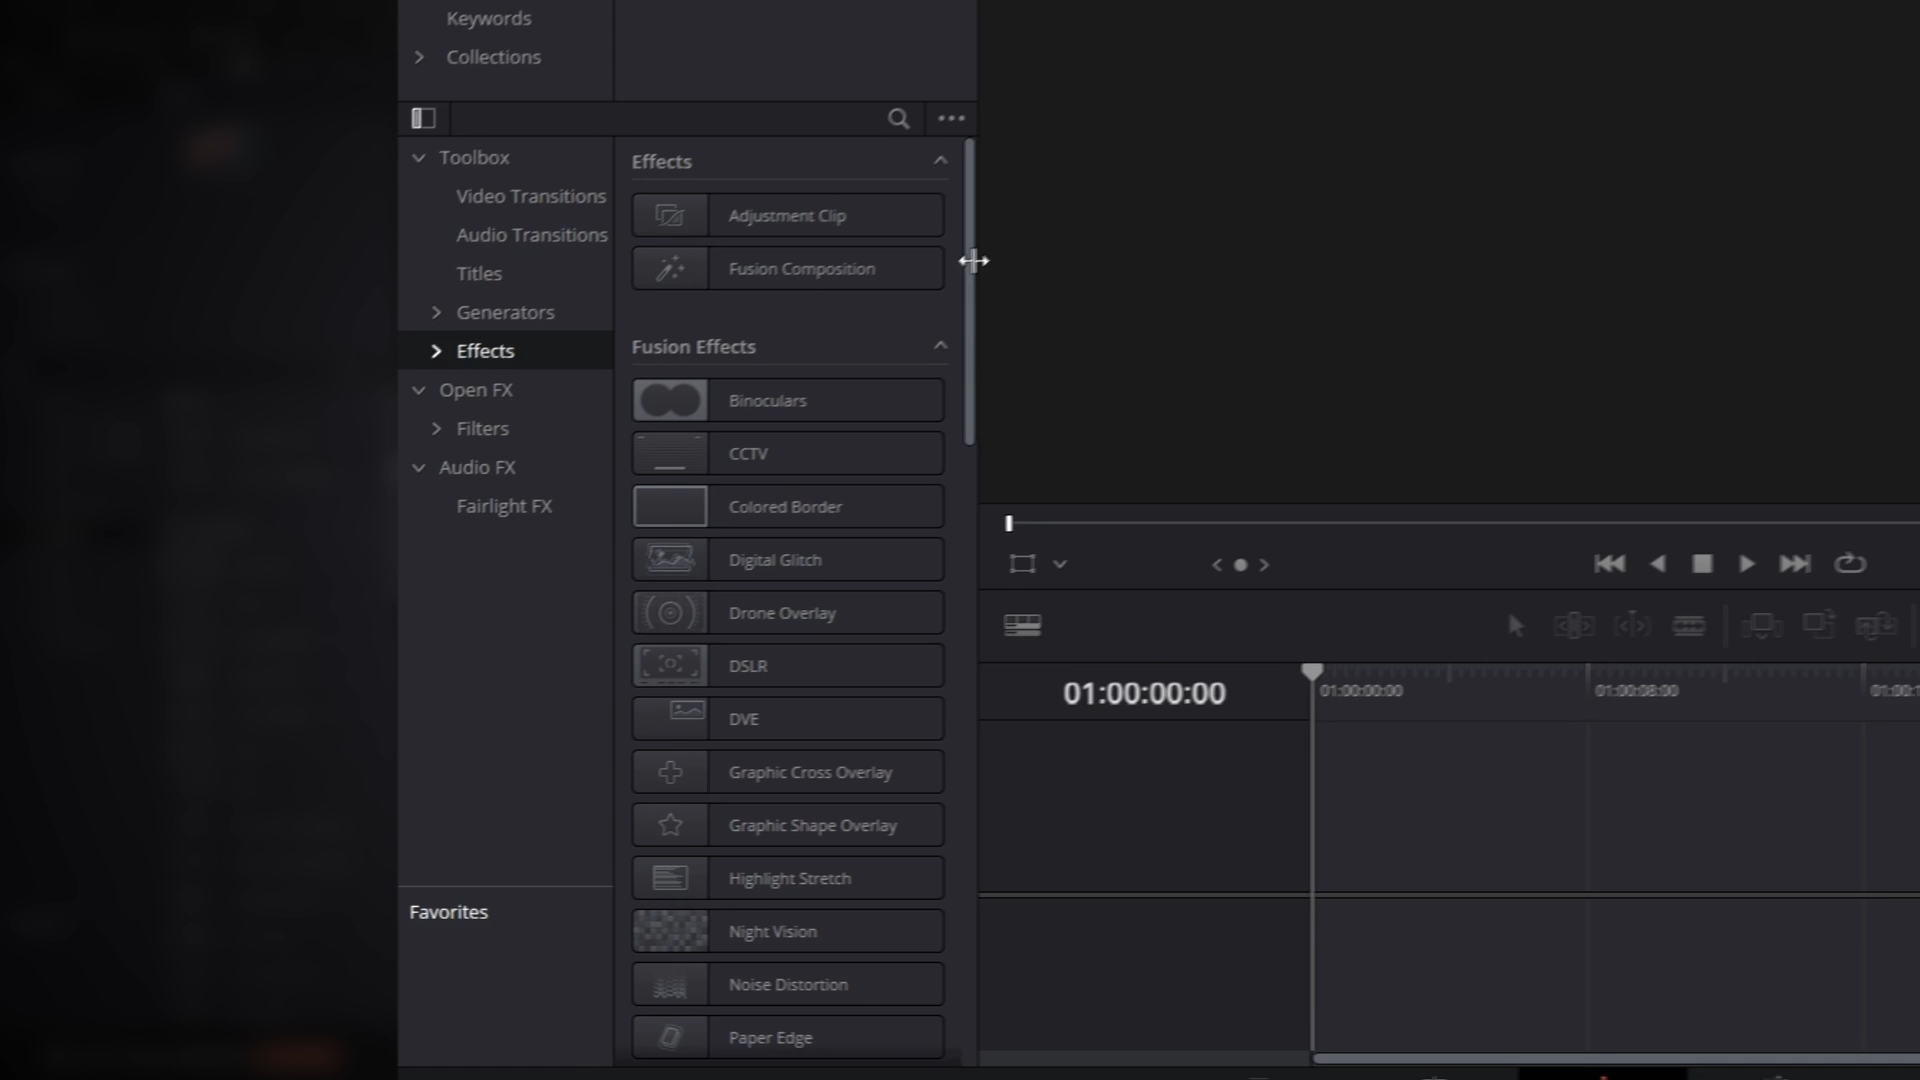 Keywords
Collections
Toolbox
Video Transitions
Audio Transitions
Titles
Generators
Effects
Open FX
Filters
Audio FX
Fairlight FX
Favorites
Effects
Adjustment Clip
Fusion Composition
Fusion Effects
Binoculars
CCTV
Colored Border
Digital Glitch
Drone Overlay
DSLR
DVE
Graphic Cross Overlay
Graphic Shape Overlay
Highlight Stretch
Night Vision
Noise Distortion
Paper Edge
01:00:00:00
01:00:00:00
01:00:08:00